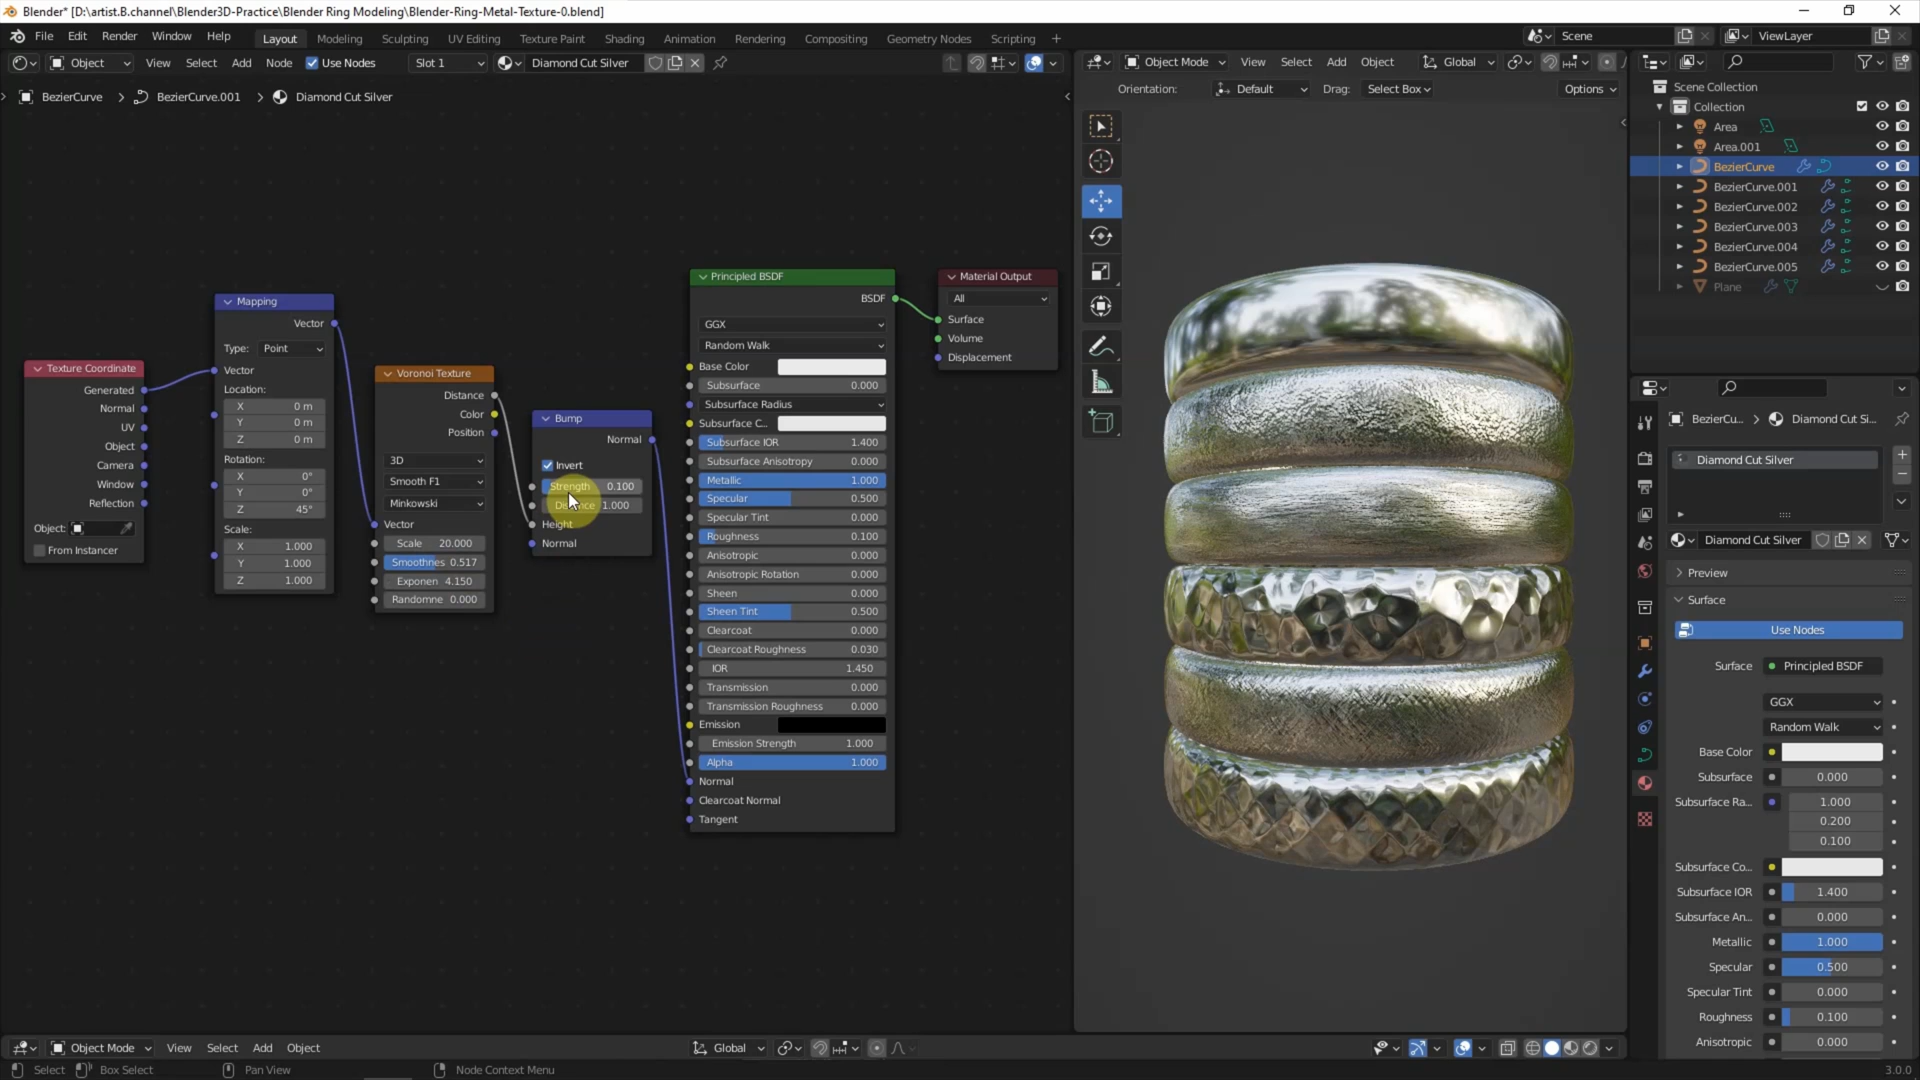 Blender* [D:\artist.B.channel\Blender3D-Practice\Blender Ring Modeling\Blender-Ring-Metal-Texture-0.blend]
File Edit Render Window Help Layout Modeling Sculpting UV Editing Texture Paint Shading Animation Rendering Compositing Geometry Nodes Scripting + Scene ViewLayer
Object View Select Add Node Use Nodes Slot 1 Diamond Cut Silver
Object Mode View Select Add Object Global
BezierCurve > BezierCurve.001 > Diamond Cut Silver
Orientation: Default Drag: Select Box Options
Texture Coordinate
Generated
Normal
UV
Object
Camera
Window
Reflection
Object:
From Instancer
Mapping
Vector
Type: Point
Vector
Location:
X 0 m
Y 0 m
Z 0 m
Rotation:
X 0°
Y 0°
Z 45°
Scale:
X 1.000
Y 1.000
Z 1.000
Voronoi Texture
Distance
Color
Position
3D
Smooth F1
Minkowski
Vector
Scale 20.000
Smoothnes 0.517
Exponen 4.150
Randomne 0.000
Bump
Normal
Invert
Strength 0.100
1.000
Height
Normal
Principled BSDF
BSDF
GGX
Random Walk
Base Color
Subsurface 0.000
Subsurface Radius
Subsurface C..
Subsurface IOR 1.400
Subsurface Anisotropy 0.000
Metallic 1.000
Specular 0.500
Specular Tint 0.000
Roughness 0.100
Anisotropic 0.000
Anisotropic Rotation 0.000
Sheen 0.000
Sheen Tint 0.500
Clearcoat 0.000
Clearcoat Roughness 0.030
IOR 1.450
Transmission 0.000
Transmission Roughness 0.000
Emission
Emission Strength 1.000
Alpha 1.000
Normal
Clearcoat Normal
Tangent
Material Output
All
Surface
Volume
Displacement
Scene Collection
Collection
Area
Area.001
BezierCurve
BezierCurve.001
BezierCurve.002
BezierCurve.003
BezierCurve.004
BezierCurve.005
Plane
BezierCu... > Diamond Cut Si...
Diamond Cut Silver
Diamond Cut Silver
Preview
Surface
Use Nodes
Surface Principled BSDF
GGX
Random Walk
Base Color
Subsurface 0.000
Subsurface Ra... 1.000
0.200
0.100
Subsurface Co...
Subsurface IOR 1.400
Subsurface An... 0.000
Metallic 1.000
Specular 0.500
Specular Tint 0.000
Roughness 0.100
Anisotropic 0.000
Object Mode View Select Add Object Global
Select Box Select Pan View Node Context Menu 3.0.0